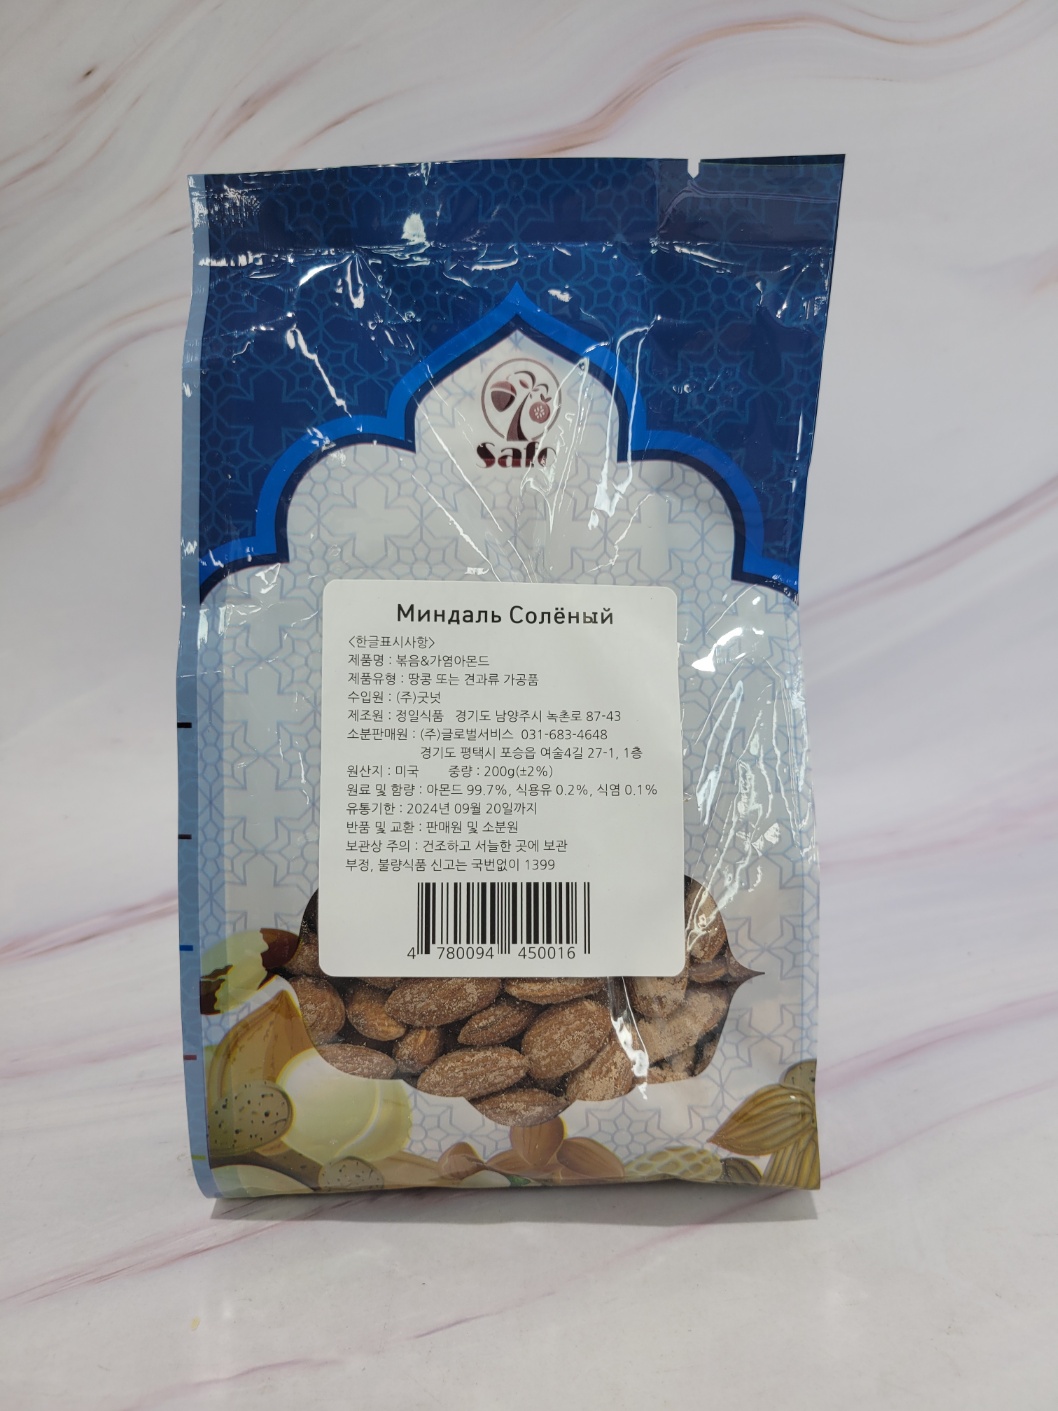 Safo
Миндаль Солёный
<한글표시사항>
제품명 : 볶음&가염아몬드
제품유형 : 땅콩 또는 견과류 가공품
수입원 : (주)굿넛
제조원 : 정일식품 경기도 남양주시 녹촌로 87-43
소분판매원 : (주)글로벌서비스 031-683-4648
경기도 평택시 포승읍 여술4길 27-1, 1층
원산지 : 미국 중량 : 200g(±2%)
원료 및 함량 : 아몬드 99.7%, 식용유 0.2%, 식염 0.1%
유통기한 : 2024년 09월 20일까지
반품 및 교환 : 판매원 및 소분원
보관상 주의 : 건조하고 서늘한 곳에 보관
부정, 불량식품 신고는 국번없이 1399
4 780094 450016